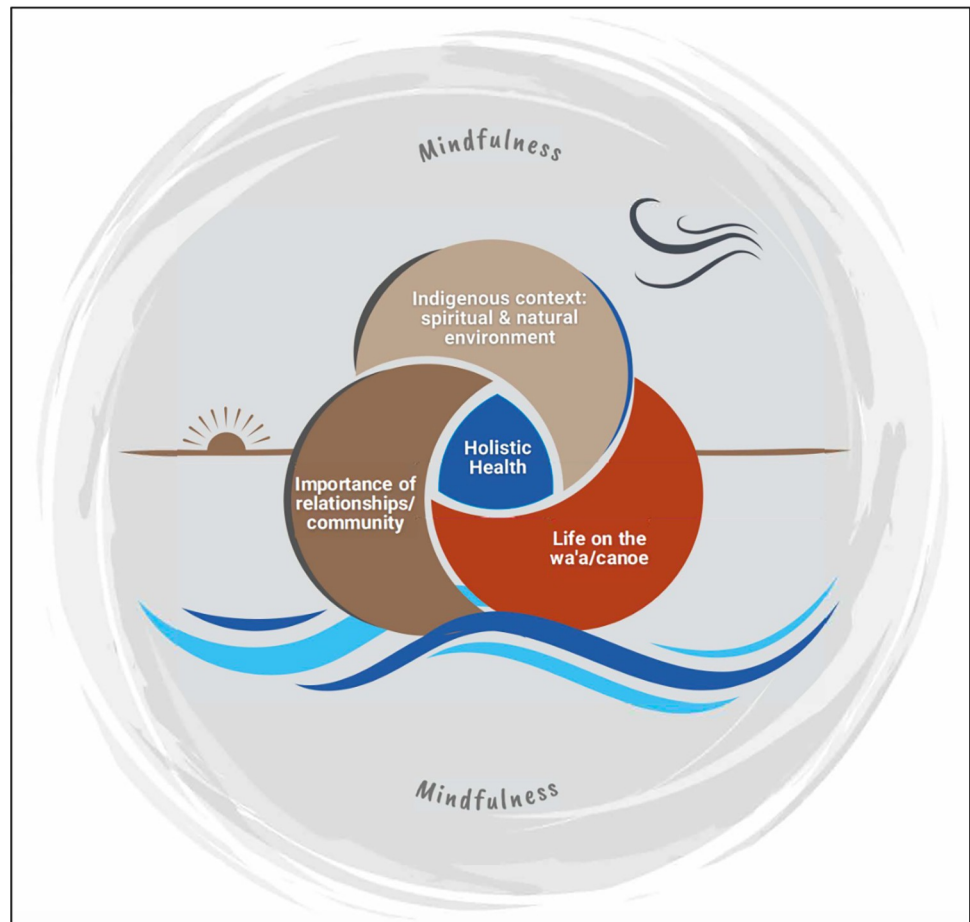 Mindfulness
Indigenous context:
spiritual & natural
environment
Holistic
Health
Importance of
relationships/
community
Life on the
wa'a/canoe
Mindfulness